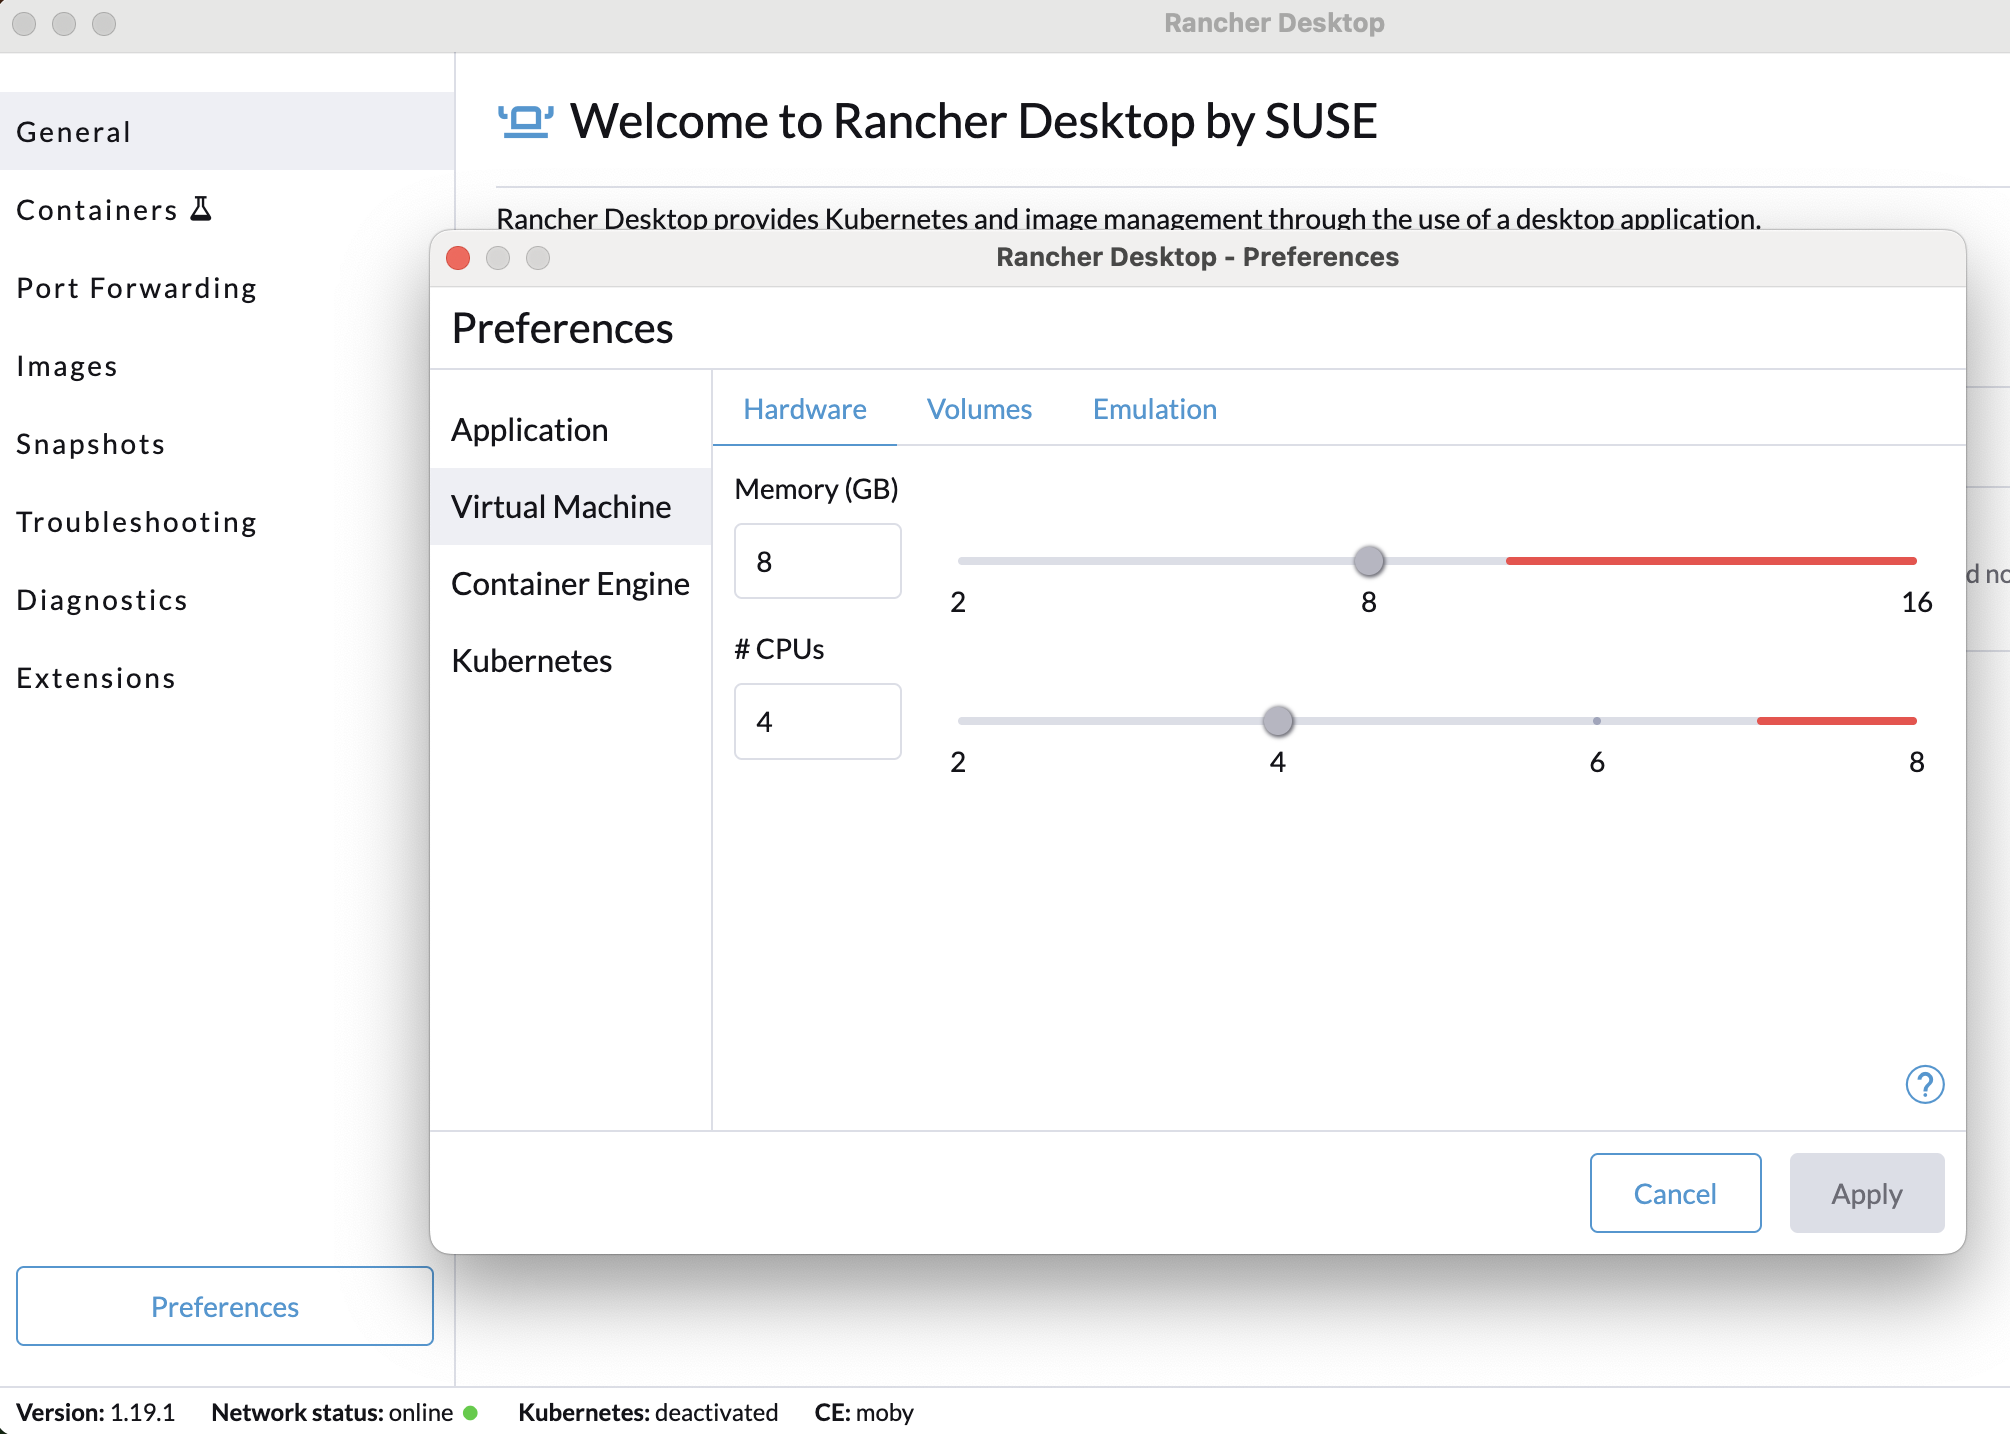 Rancher Desktop
General
Containers
Port Forwarding
Images
Snapshots
Troubleshooting
Diagnostics
Extensions
Preferences
Welcome to Rancher Desktop by SUSE
Rancher Desktop provides Kubernetes and image management through the use of a desktop application.
d no
Rancher Desktop - Preferences
Preferences
Application
Virtual Machine
Container Engine
Kubernetes
Hardware Volumes Emulation
Memory (GB)
8
2 8 16
# CPUs
4
2 4 6 8
?
Cancel Apply
Version: 1.19.1 Network status: online Kubernetes: deactivated CE: moby